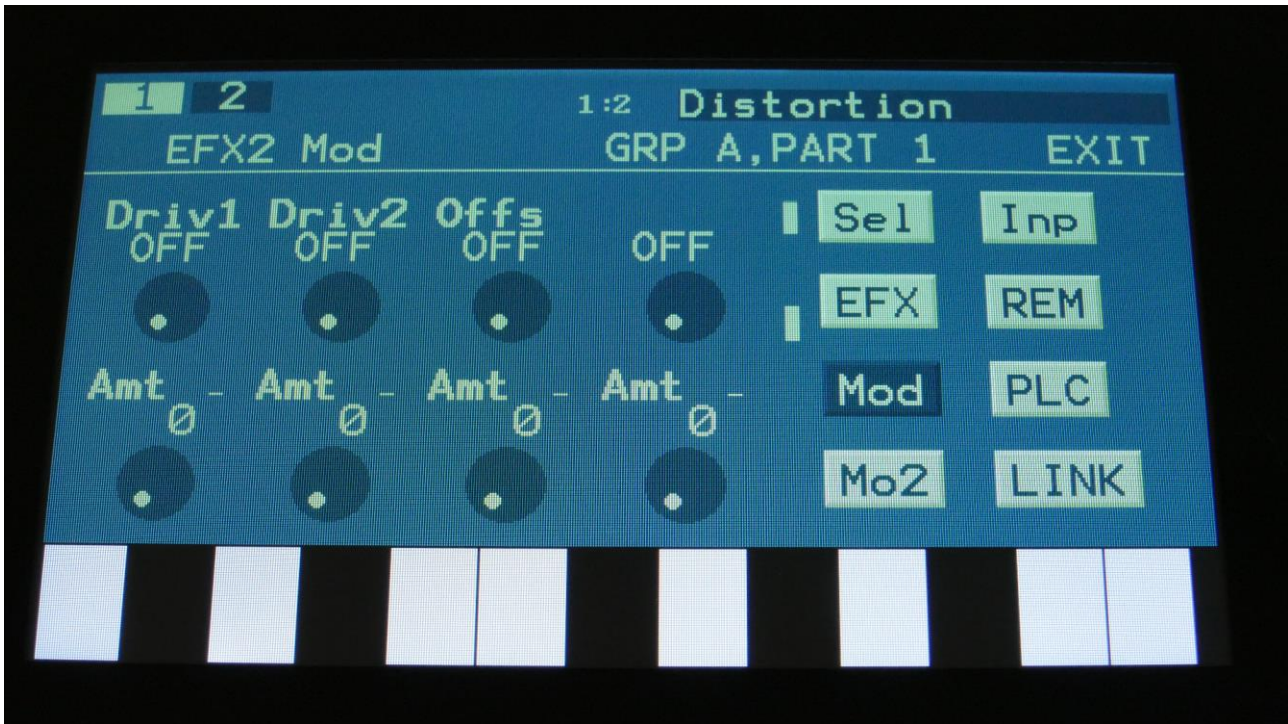 1 2 1:2 Distortion
EFX2 Mod GRP A,PART 1 EXIT
Driv1 Driv2 Offs Sel Inp
OFF OFF OFF OFF
EFX REM
Amt - Amt - Amt - Amt - Mod PLC
0 0 0 0
Mo2 LINK